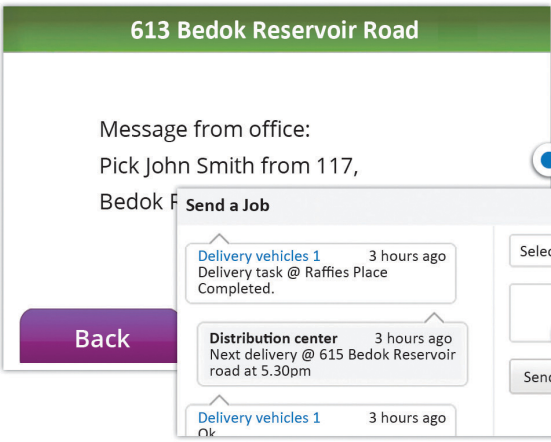 613 Bedok Reservoir Road
Message from office:
Pick John Smith from 117,
Bedok
Back
Send a Job
Delivery vehicles 1 3 hours ago
Delivery task @ Raffies Place
Completed.
Distribution center 3 hours ago
Next delivery @ 615 Bedok Reservoir
road at 5.30pm
Delivery vehicles 1 3 hours ago
Ok
Selec
Send